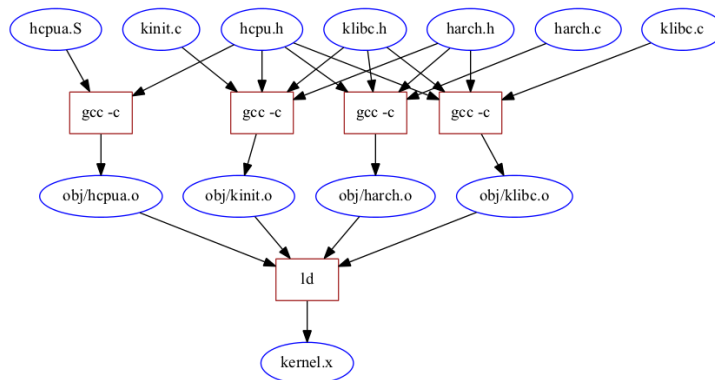 hcpua.S
kinit.c
hcpu.h
klibc.h
harch.h
harch.c
klibc.c
gcc -c
gcc -c
gcc -c
gcc -c
obj/hcpua.o
obj/kinit.o
obj/harch.o
obj/klibc.o
ld
kernel.x